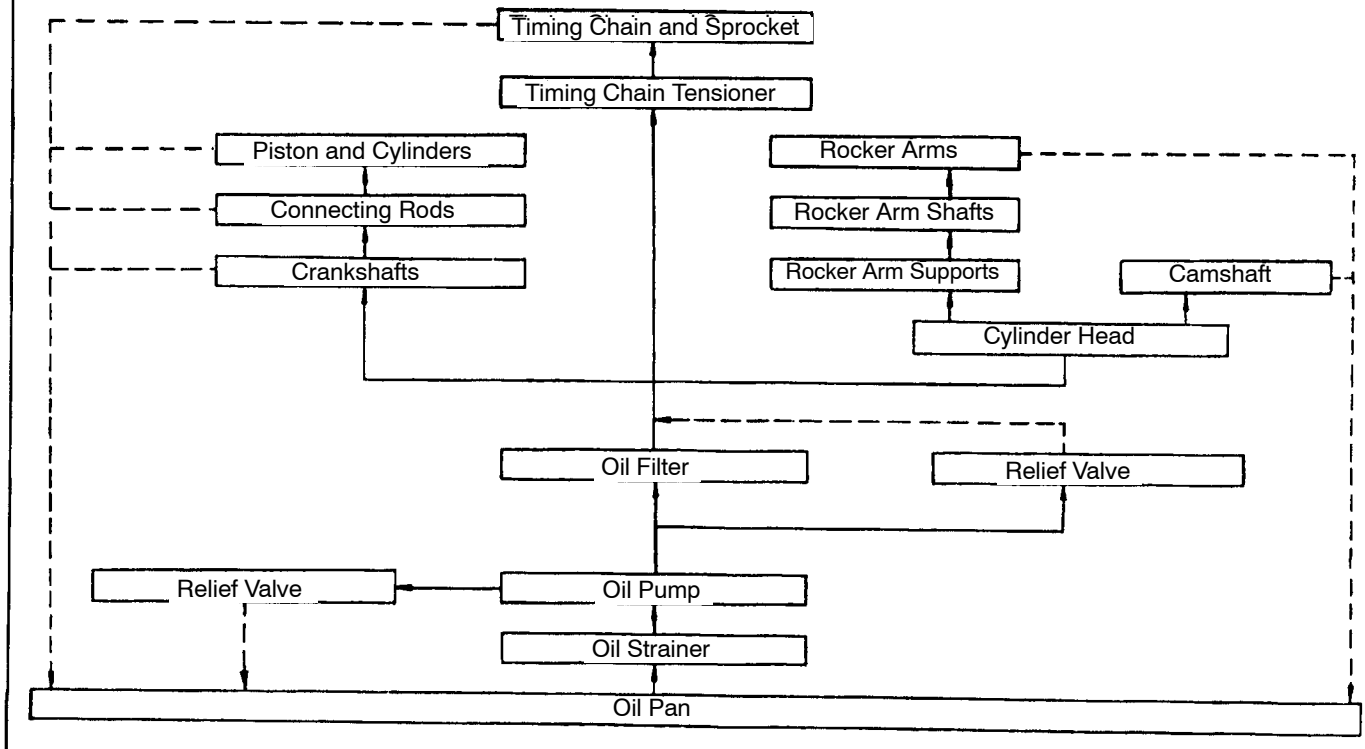 Timing Chain and Sprocket
Timing Chain Tensioner
Piston and Cylinders
Rocker Arms
Connecting Rods
Rocker Arm Shafts
Crankshafts
Rocker Arm Supports
Camshaft
Cylinder Head
Oil Filter
Relief Valve
Relief Valve
Oil Pump
Oil Strainer
Oil Pan